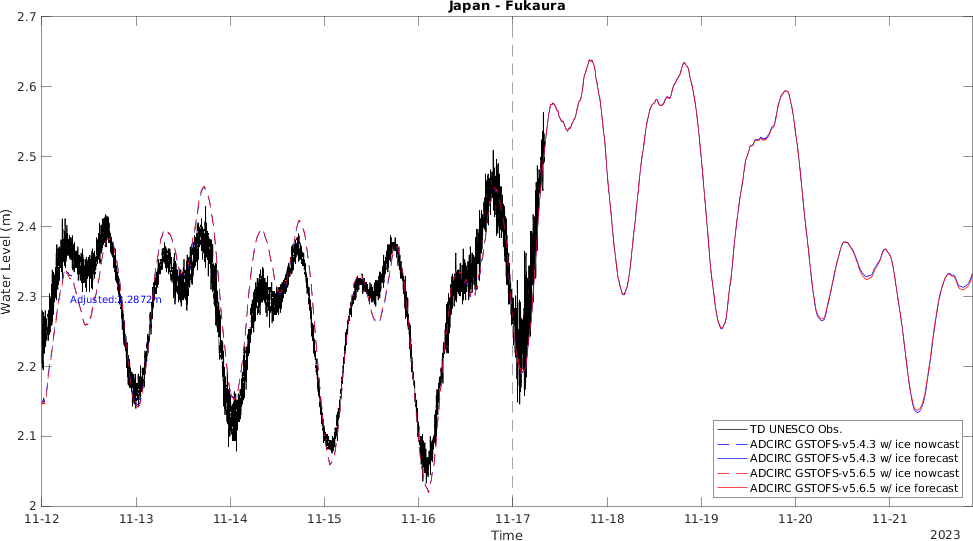 Japan - Fukaura
2.7
2.6
2.5
2.4
2.3
2.2
2.1
2
Water Level (m)
Adjusted:2.2872m
TD UNESCO Obs.
ADCIRC GSTOFS-v5.4.3 w/ ice nowcast
ADCIRC GSTOFS-v5.4.3 w/ ice forecast
ADCIRC GSTOFS-v5.6.5 w/ ice nowcast
ADCIRC GSTOFS-v5.6.5 w/ ice forecast
11-12 11-13 11-14 11-15 11-16 11-17 11-18 11-19 11-20 11-21
Time
2023